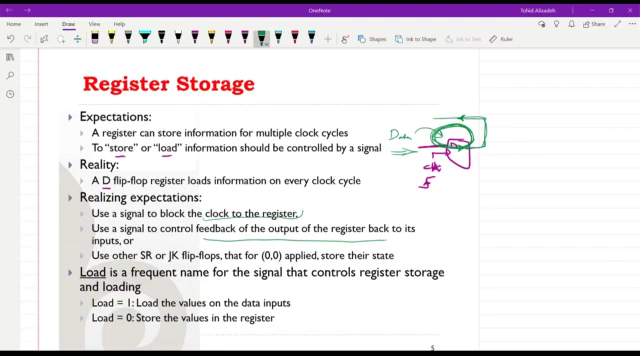 OneNote
Tohid Alizadeh
File
Home
Insert
Draw
View
Help
Share
Shapes
Ink to Shape
Ink to Text
Ruler
Register Storage
Expectations:
A register can store information for multiple clock cycles
To “store” or “load” information should be controlled by a signal
Reality:
A D flip-flop register loads information on every clock cycle
Realizing expectations:
Use a signal to block the clock to the register,
Use a signal to control feedback of the output of the register back to its
inputs, or
Use other SR or JK flip-flops, that for (0,0) applied, store their state
Load is a frequent name for the signal that controls register storage
and loading
Load = 1: Load the values on the data inputs
Load = 0: Store the values in the register
5
Data
D